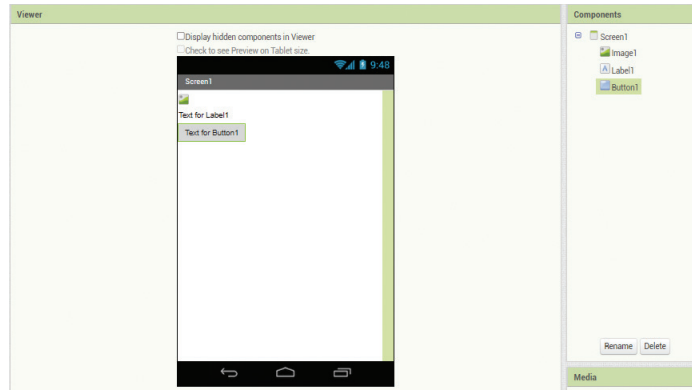 Viewer
Display hidden components in Viewer
Check to see Preview on Tablet size.
9:48
Screen1
Text for Label1
Text for Button1
Components
Screen1
Image1
A Label1
Button1
Rename Delete
Media